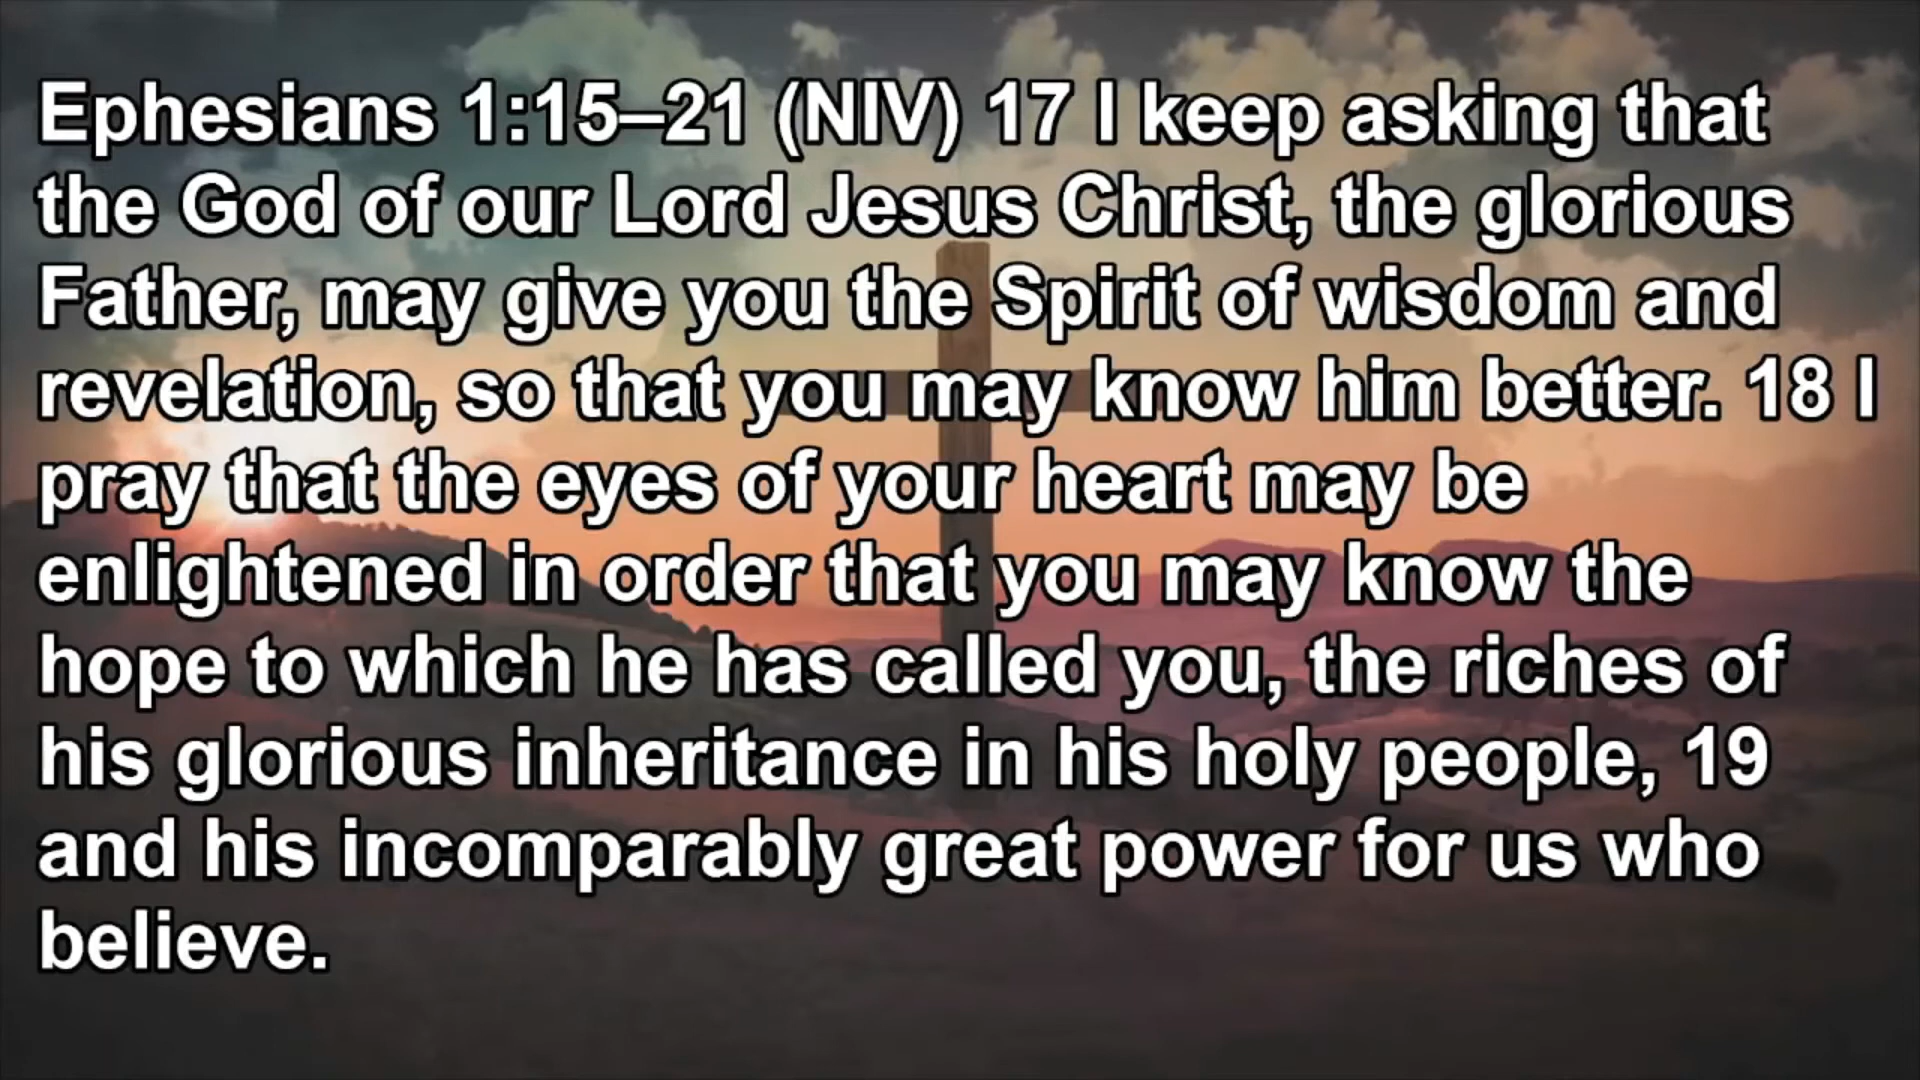 Ephesians 1:15–21 (NIV) 17 I keep asking that
the God of our Lord Jesus Christ, the glorious
Father, may give you the Spirit of wisdom and
revelation, so that you may know him better. 18 I
pray that the eyes of your heart may be
enlightened in order that you may know the
hope to which he has called you, the riches of
his glorious inheritance in his holy people, 19
and his incomparably great power for us who
believe.